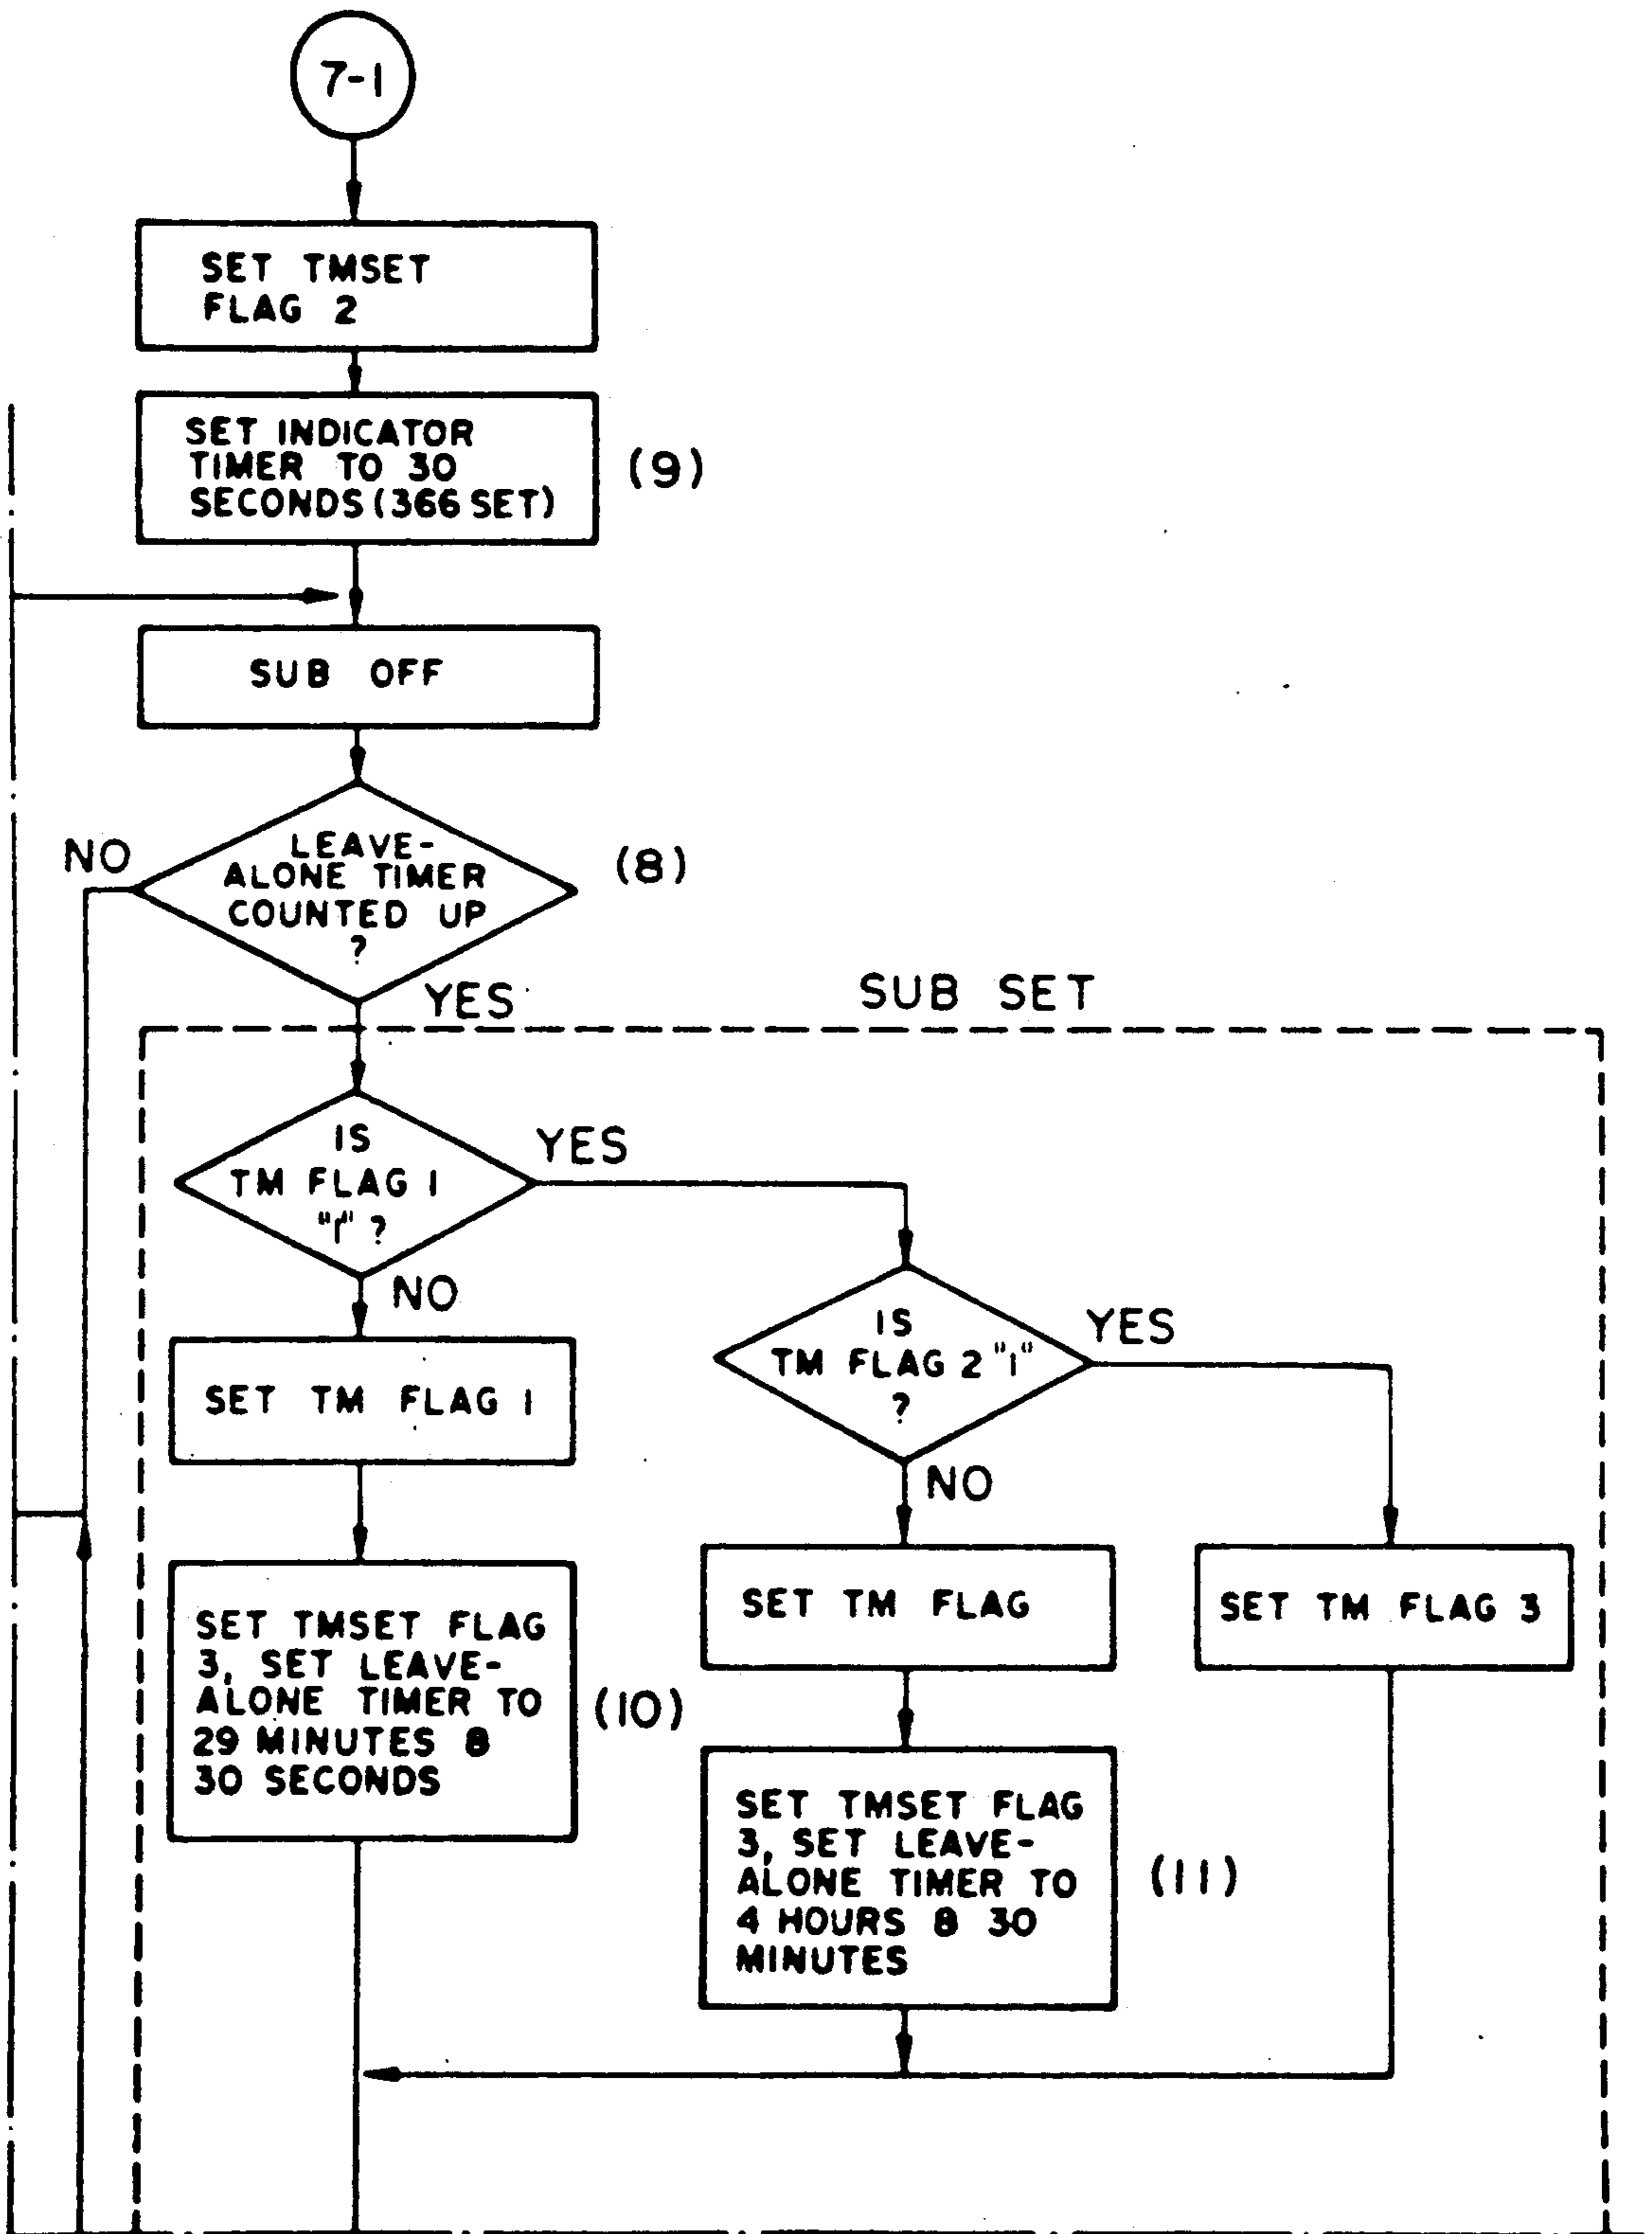 7-1
SET TMSET
FLAG 2
SET INDICATOR
TIMER TO 30
SECONDS (366 SET)
(9)
SUB OFF
LEAVE-
ALONE TIMER
COUNTED UP
?
(8)
NO
YES
SUB SET
IS
TM FLAG 1
"1" ?
YES
NO
IS
TM FLAG 2 "1"
?
YES
NO
SET TM FLAG 1
SET TM FLAG
SET TM FLAG 3
SET TMSET FLAG
3, SET LEAVE-
ALONE TIMER TO
29 MINUTES &
30 SECONDS
(10)
SET TMSET FLAG
3, SET LEAVE-
ALONE TIMER TO
4 HOURS & 30
MINUTES
(11)